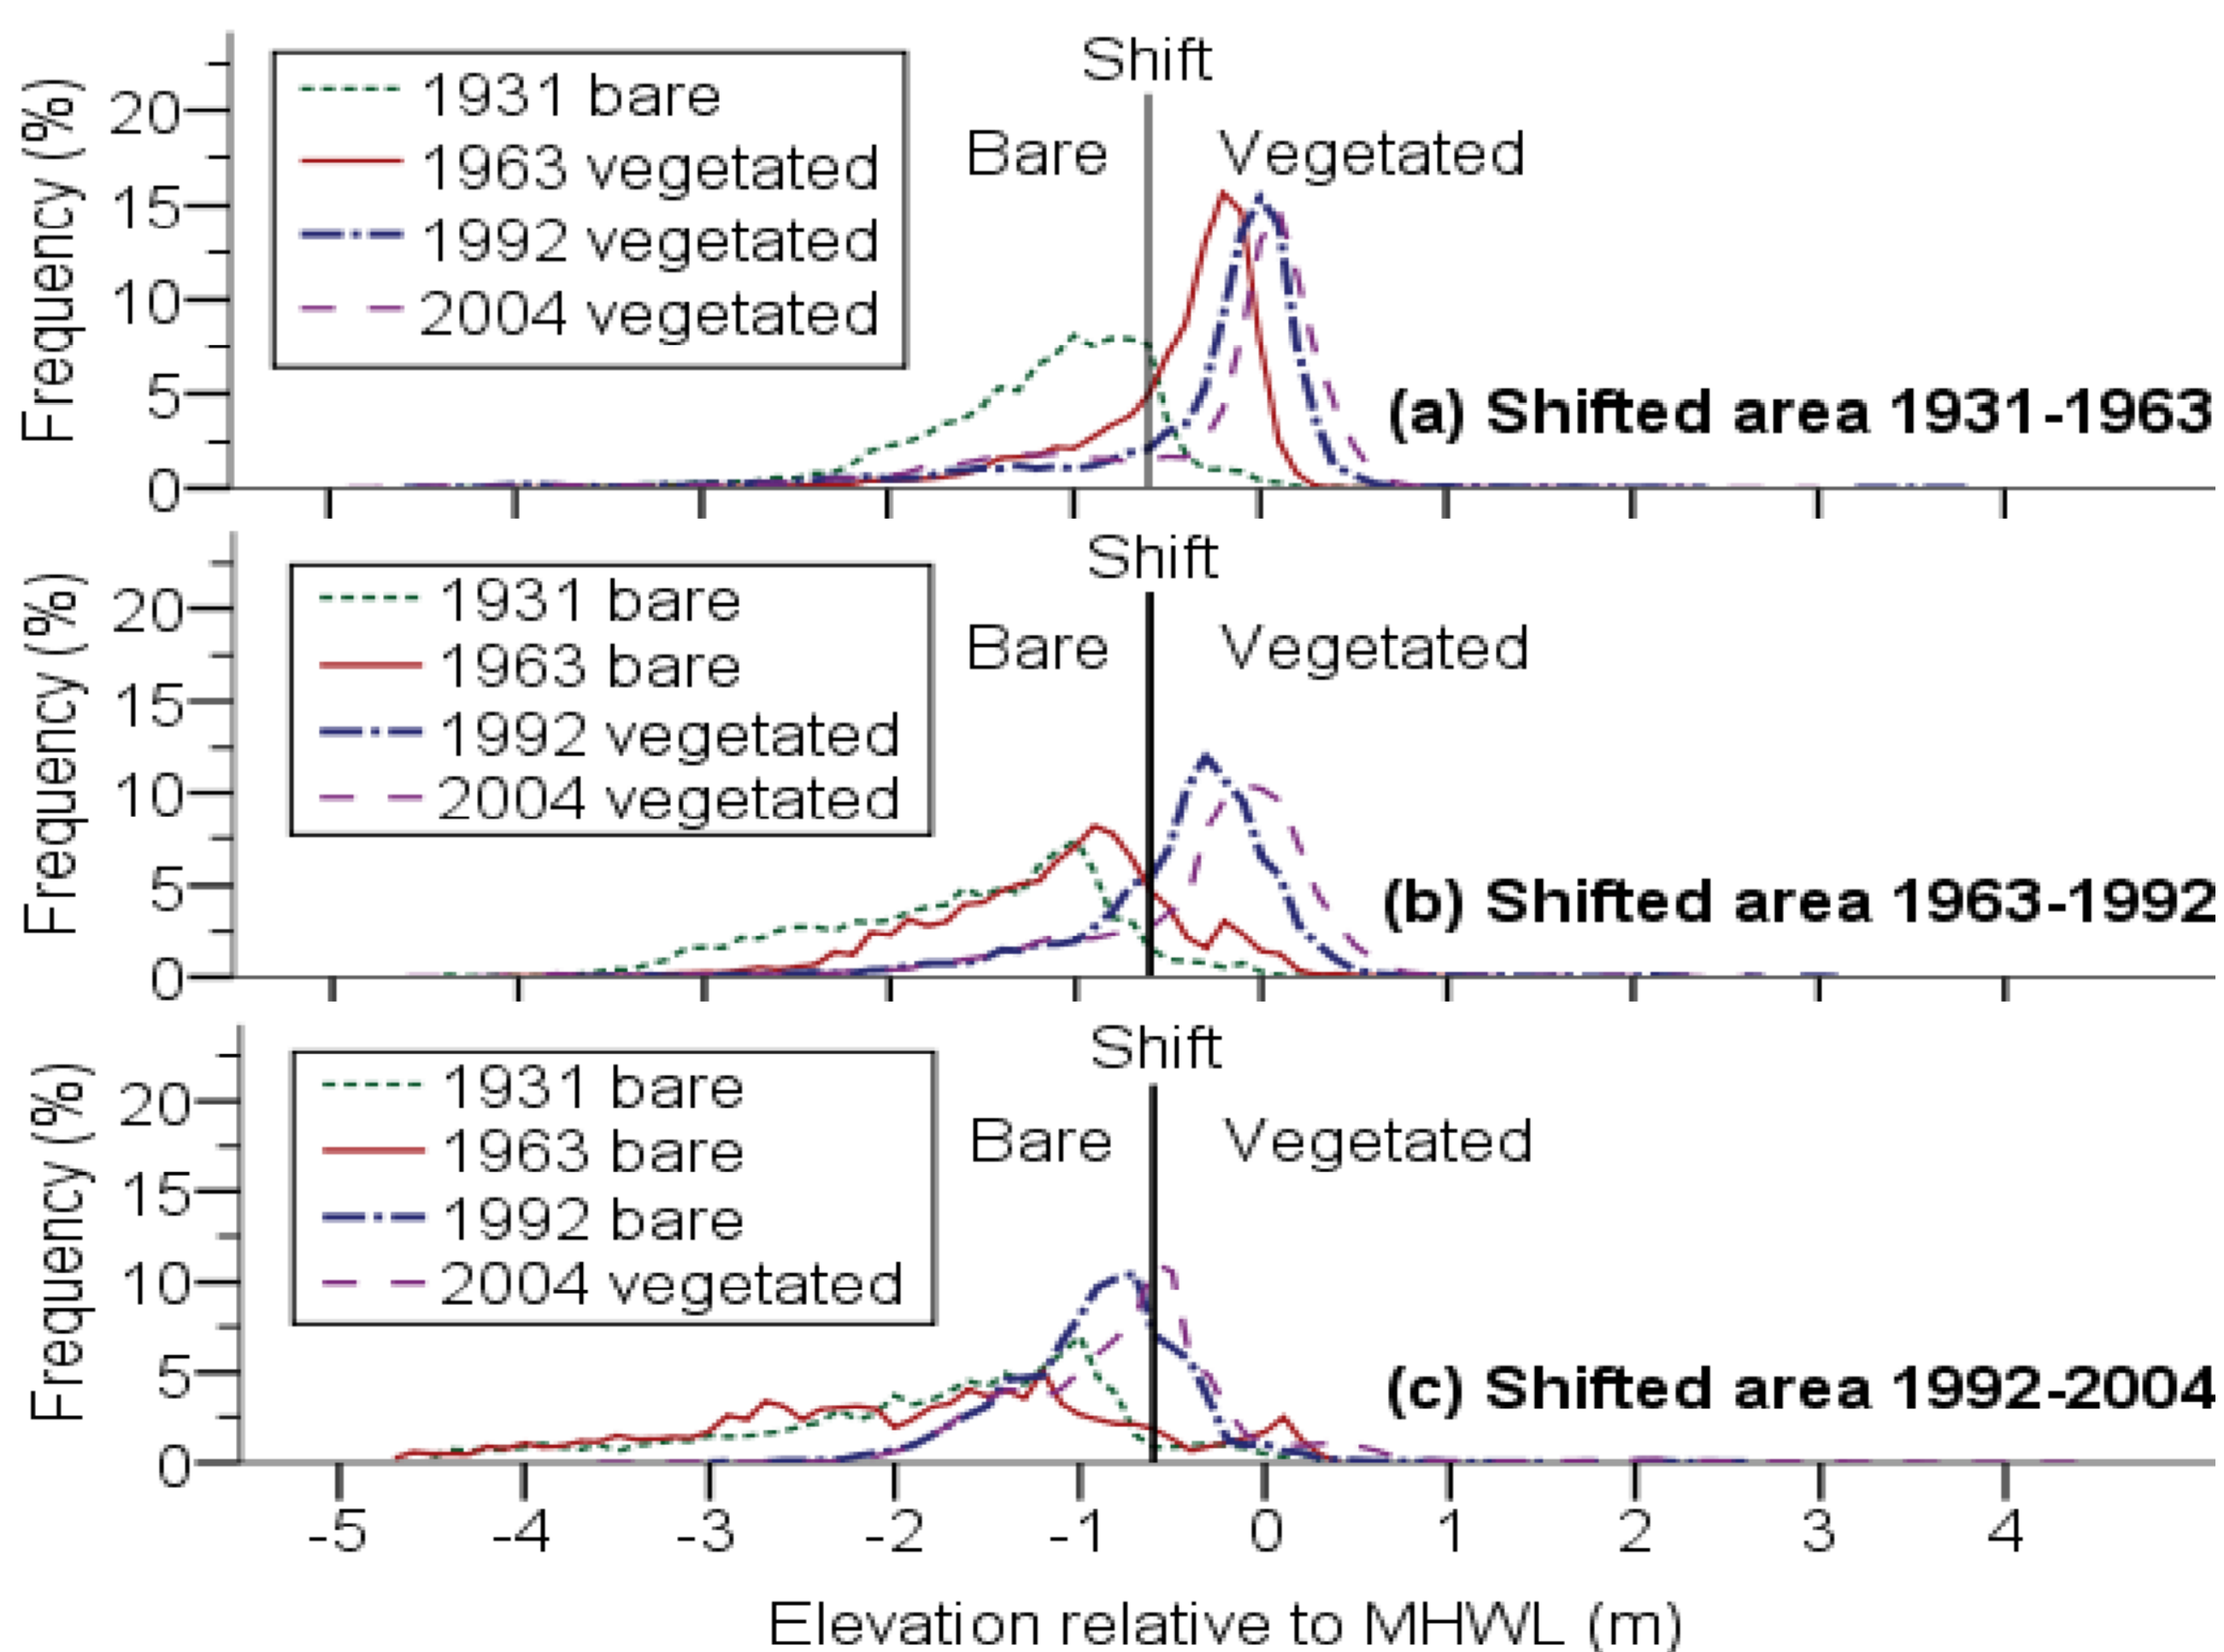 Shift
Bare
Vegetated
Frequency (%)
20
15
10
5
0
1931 bare
1963 vegetated
1992 vegetated
2004 vegetated
(a) Shifted area 1931-1963
Shift
Bare
Vegetated
Frequency (%)
20
15
10
5
0
1931 bare
1963 bare
1992 vegetated
2004 vegetated
(b) Shifted area 1963-1992
Shift
Bare
Vegetated
Frequency (%)
20
15
10
5
0
1931 bare
1963 bare
1992 bare
2004 vegetated
(c) Shifted area 1992-2004
-5 -4 -3 -2 -1 0 1 2 3 4
Elevation relative to MHWL (m)